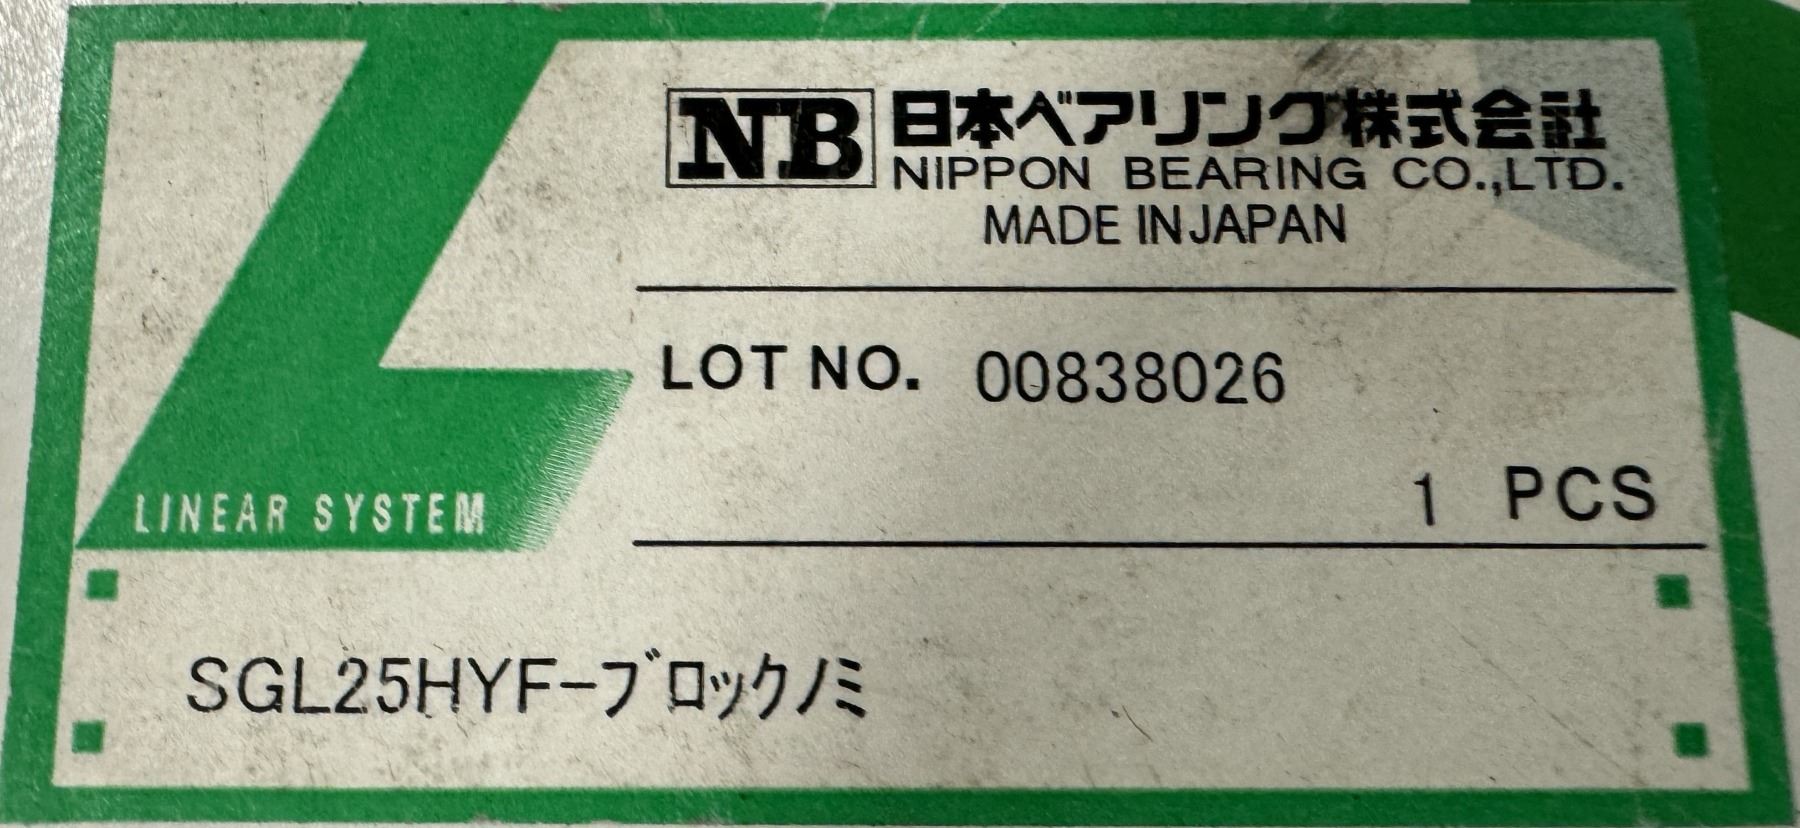 NB 日本ベアリング株式会社
NIPPON BEARING CO.,LTD.
MADE IN JAPAN
LOT NO. 00838026
1 PCS
LINEAR SYSTEM
SGL25HYF-ブロックノミ